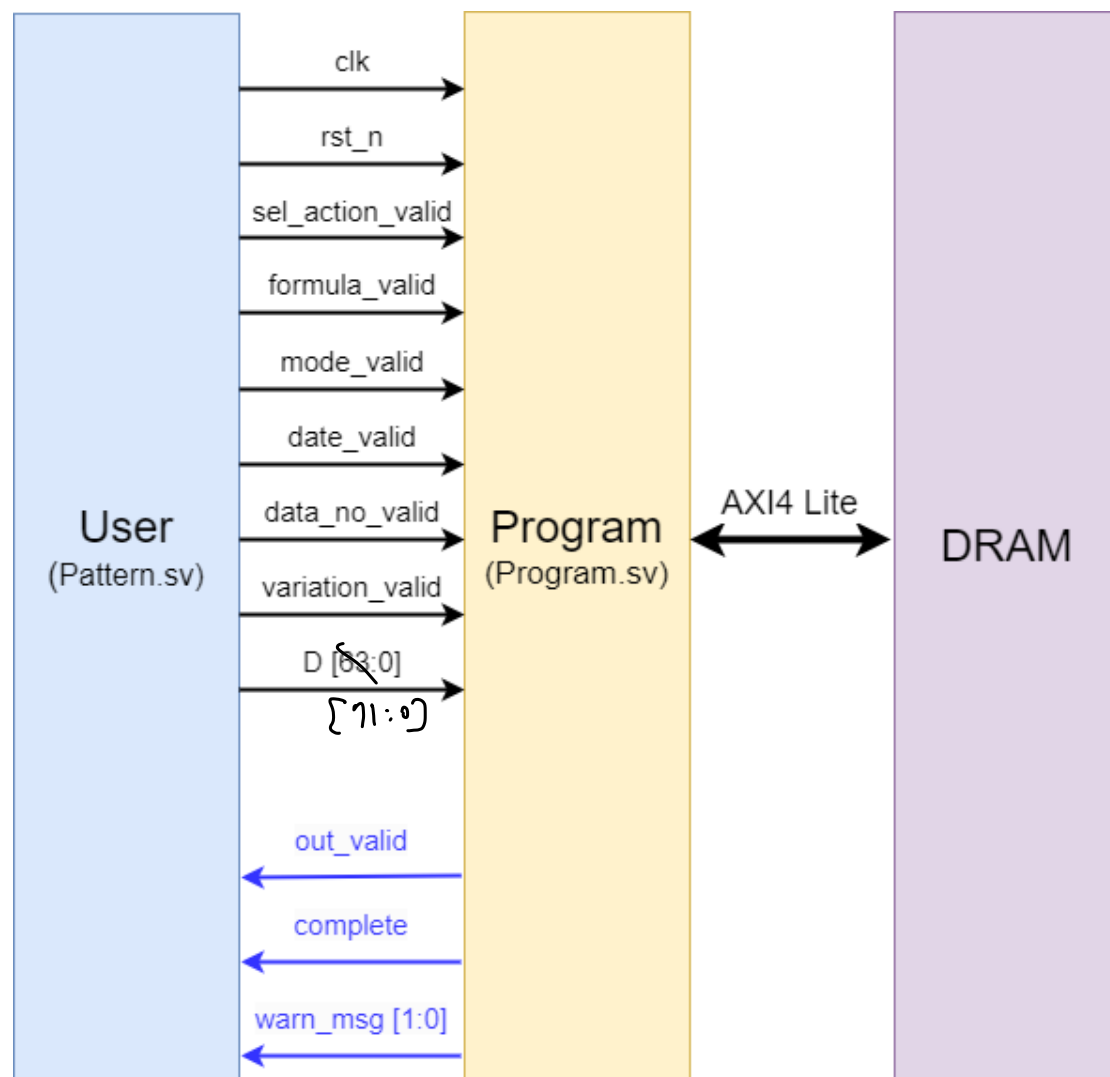 clk
rst_n
sel_action_valid
formula_valid
mode_valid
date_valid
data_no_valid
variation_valid
D [63:0]
[71:0]
out_valid
complete
warn_msg [1:0]
User
(Pattern.sv)
Program
(Program.sv)
AXI4 Lite
DRAM